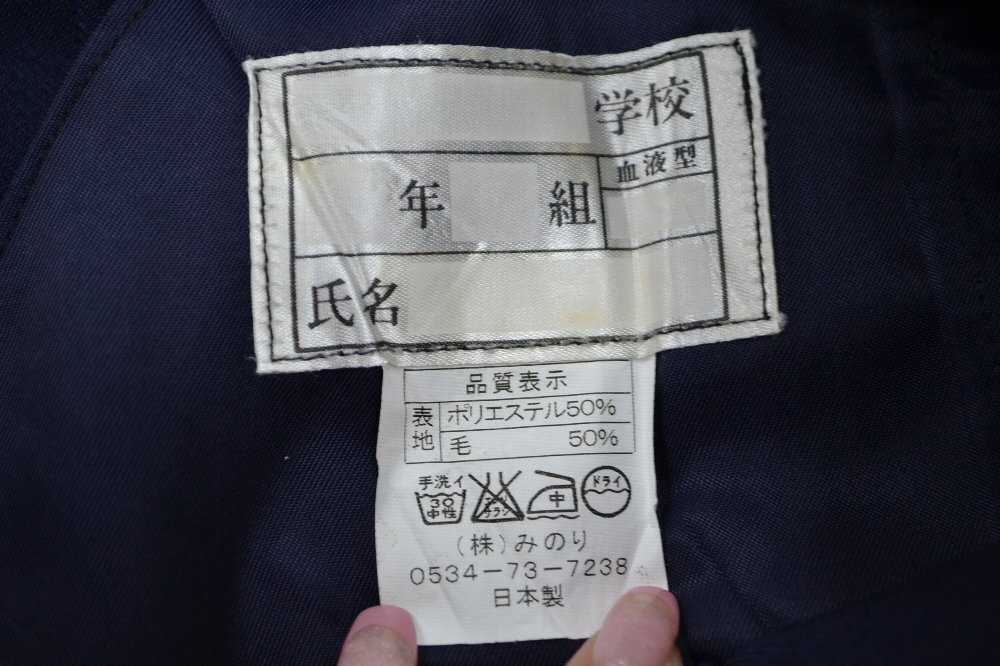 学校
年 組
血液型
氏名
品質表示
表地
ポリエステル50%
毛 50%
手洗イ
30
中性
エンソ
サラシ
中
ドライ
(株)みのり
0534-73-7238
日本製